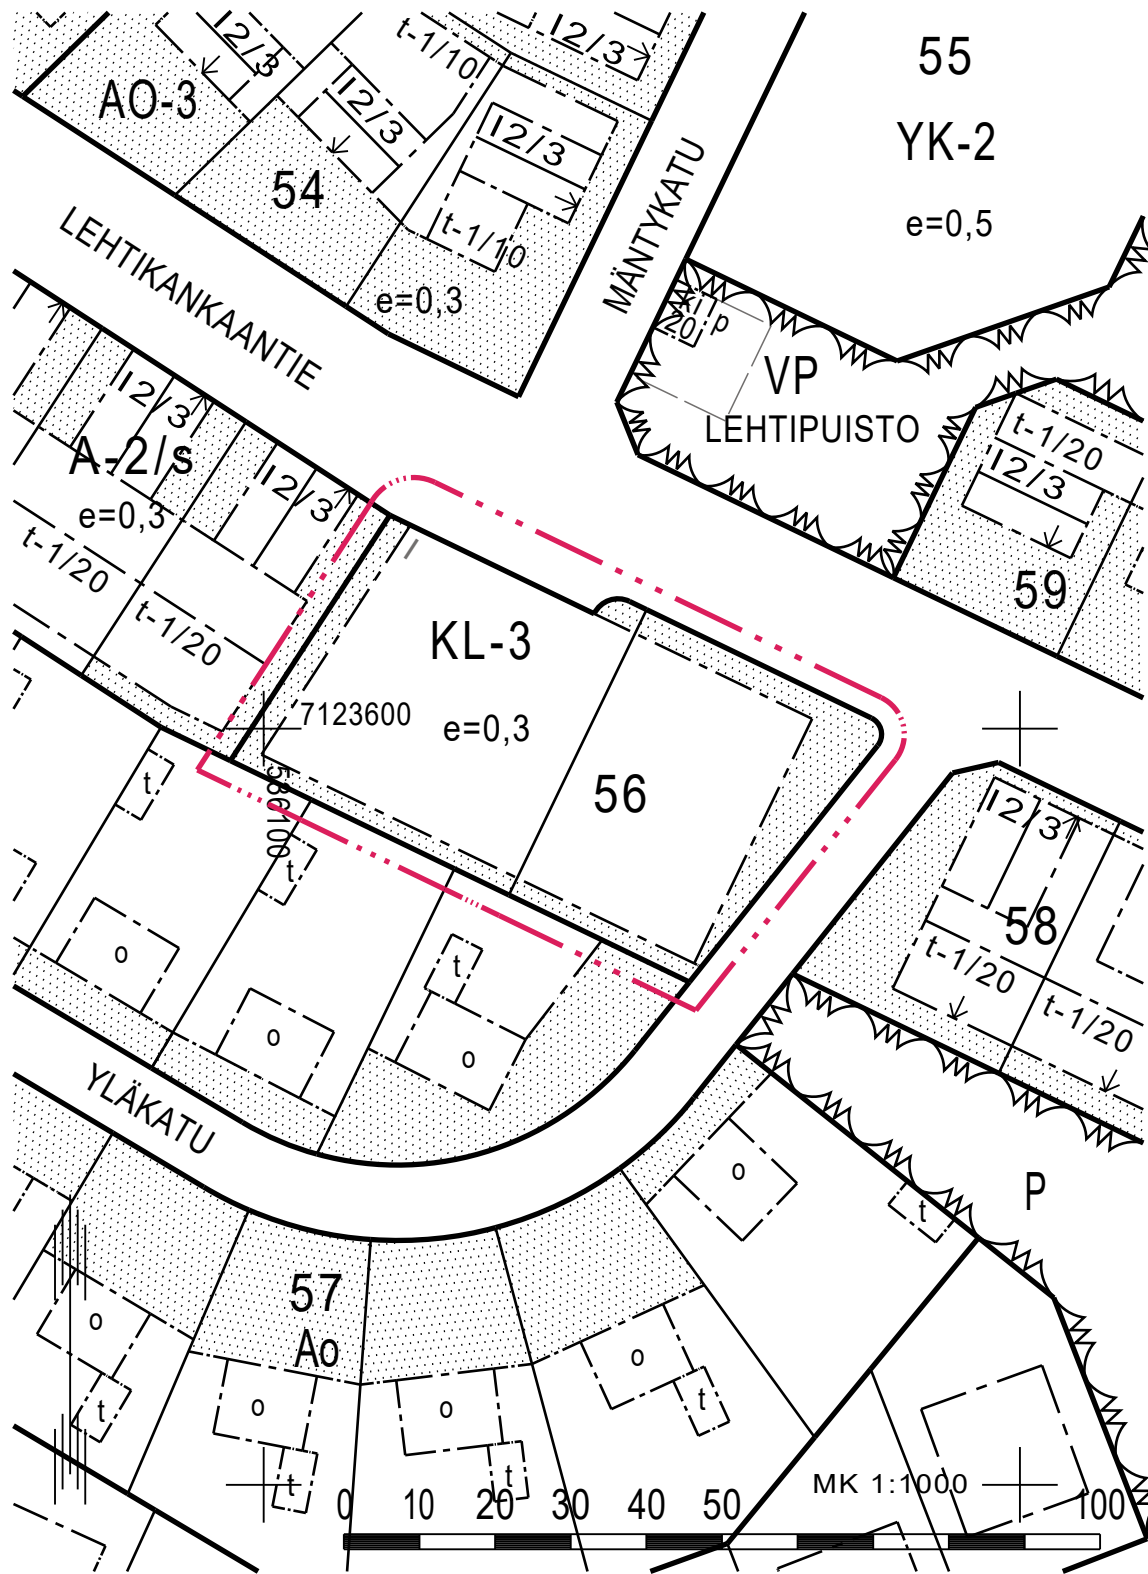 I2/3
t-1/10
I2/3
55
AO-3
I2/3
I2/3
YK-2
54
MÄNTYKATU
t-1/10
e=0,5
LEHTIKANKAANTIE
e=0,3
20
VP
I2/3
LEHTIPUISTO
t-1/20
A-2/s
I2/3
I2/3
e=0,3
t-1/20
59
t-1/20
KL-3
7123600
e=0,3
56
586100
t
t
I2/3
58
o
t
t-1/20
o
o
t-1/20
YLÄKATU
o
P
t
57
Ao
o
o
t
o
o
t
t
t
MK 1:1000
0 10 20 30 40 50 100